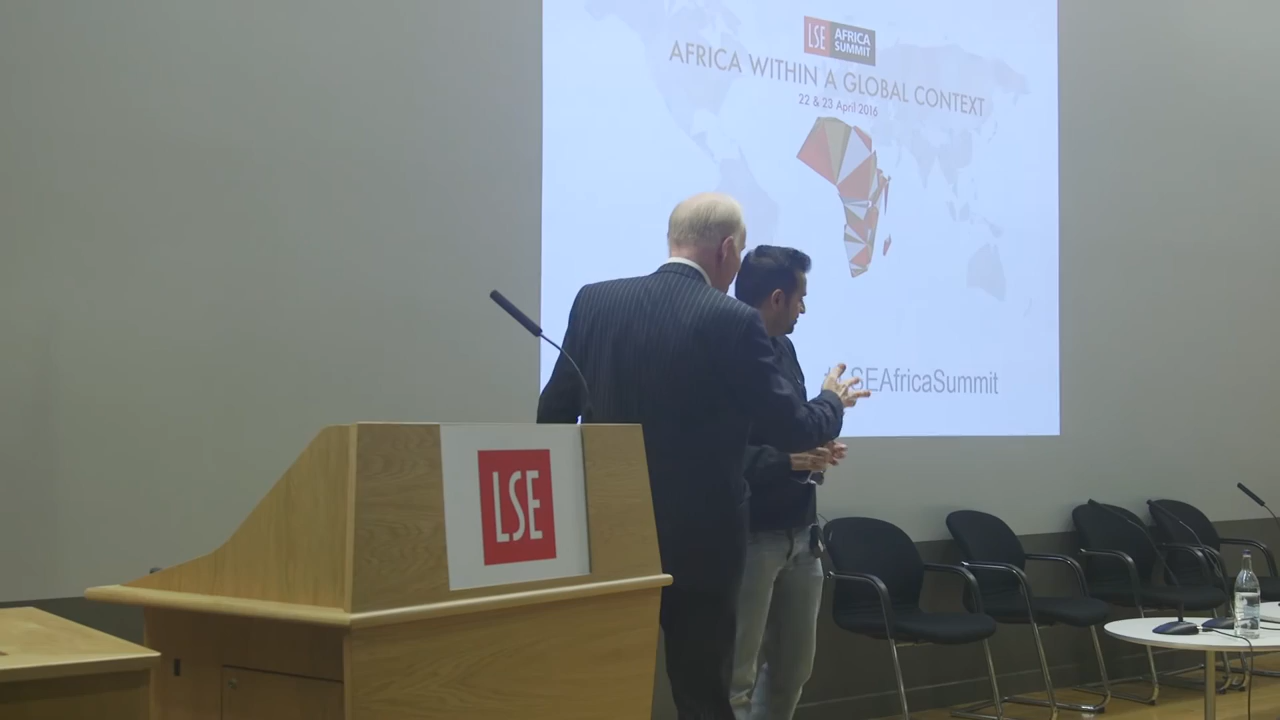 LSE AFRICA
SUMMIT
AFRICA WITHIN A GLOBAL CONTEXT
22 & 23 April 2016
SEAfricaSummit
LSE